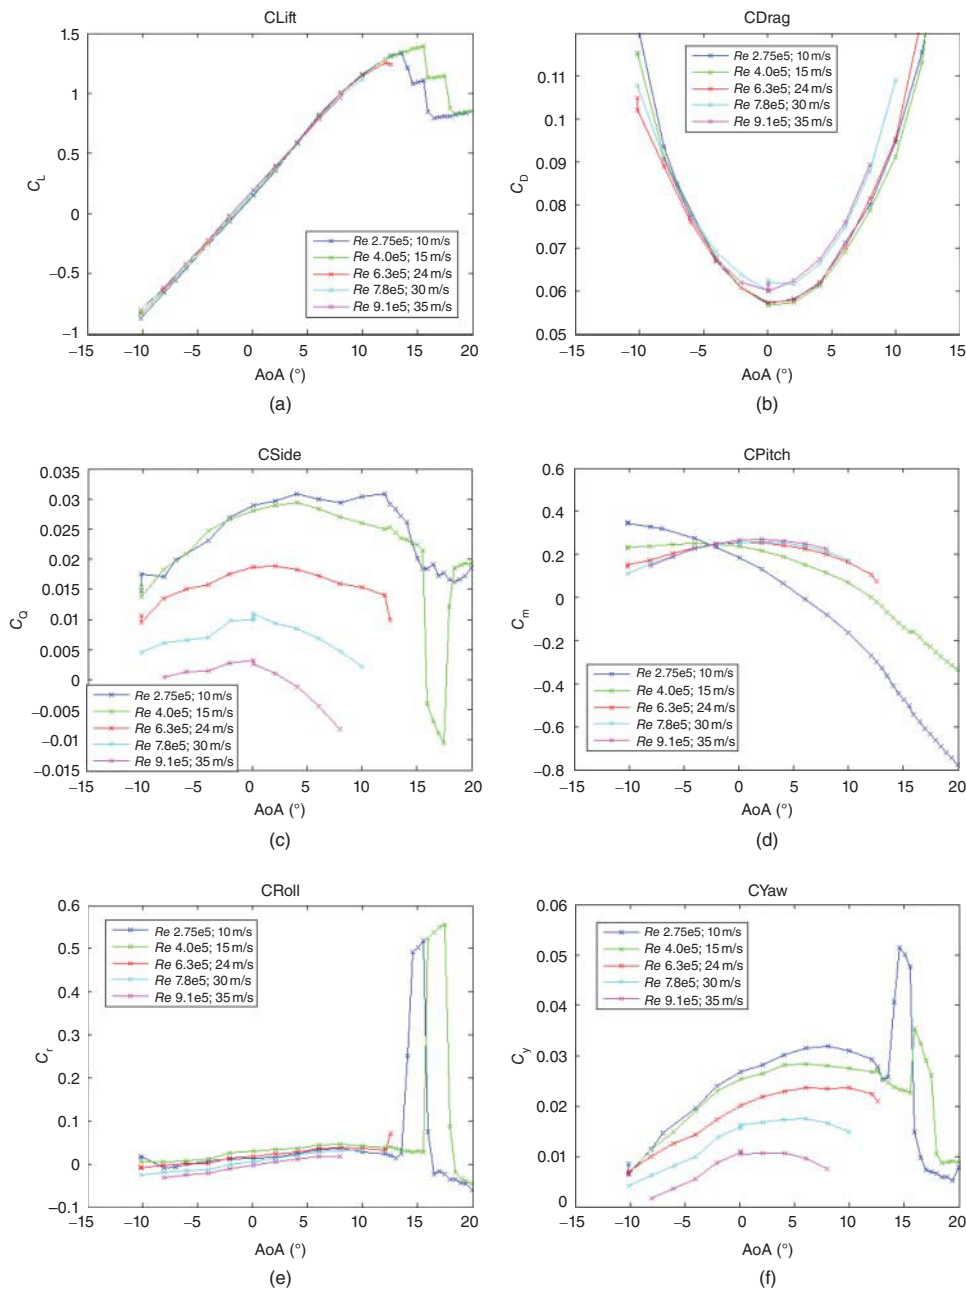 CLift
1.5
1
0.5
0
−0.5
−1
C_L
Re 2.75e5; 10 m/s
Re 4.0e5; 15 m/s
Re 6.3e5; 24 m/s
Re 7.8e5; 30 m/s
Re 9.1e5; 35 m/s
−15 −10 −5 0 5 10 15 20
AoA (°)
(a)
CDrag
0.11
0.1
0.09
0.08
0.07
0.06
0.05
C_D
Re 2.75e5; 10 m/s
Re 4.0e5; 15 m/s
Re 6.3e5; 24 m/s
Re 7.8e5; 30 m/s
Re 9.1e5; 35 m/s
−15 −10 −5 0 5 10 15
AoA (°)
(b)
CSide
0.035
0.03
0.025
0.02
0.015
0.01
0.005
0
−0.005
−0.01
−0.015
C_Q
Re 2.75e5; 10 m/s
Re 4.0e5; 15 m/s
Re 6.3e5; 24 m/s
Re 7.8e5; 30 m/s
Re 9.1e5; 35 m/s
−15 −10 −5 0 5 10 15 20
AoA (°)
(c)
CPitch
0.6
0.4
0.2
0
−0.2
−0.4
−0.6
−0.8
C_m
Re 2.75e5; 10 m/s
Re 4.0e5; 15 m/s
Re 6.3e5; 24 m/s
Re 7.8e5; 30 m/s
Re 9.1e5; 35 m/s
−15 −10 −5 0 5 10 15 20
AoA (°)
(d)
CRoll
0.6
0.5
0.4
0.3
0.2
0.1
0
−0.1
C_r
Re 2.75e5; 10 m/s
Re 4.0e5; 15 m/s
Re 6.3e5; 24 m/s
Re 7.8e5; 30 m/s
Re 9.1e5; 35 m/s
−15 −10 −5 0 5 10 15 20
AoA (°)
(e)
CYaw
0.06
0.05
0.04
0.03
0.02
0.01
0
C_y
Re 2.75e5; 10 m/s
Re 4.0e5; 15 m/s
Re 6.3e5; 24 m/s
Re 7.8e5; 30 m/s
Re 9.1e5; 35 m/s
−15 −10 −5 0 5 10 15 20
AoA (°)
(f)